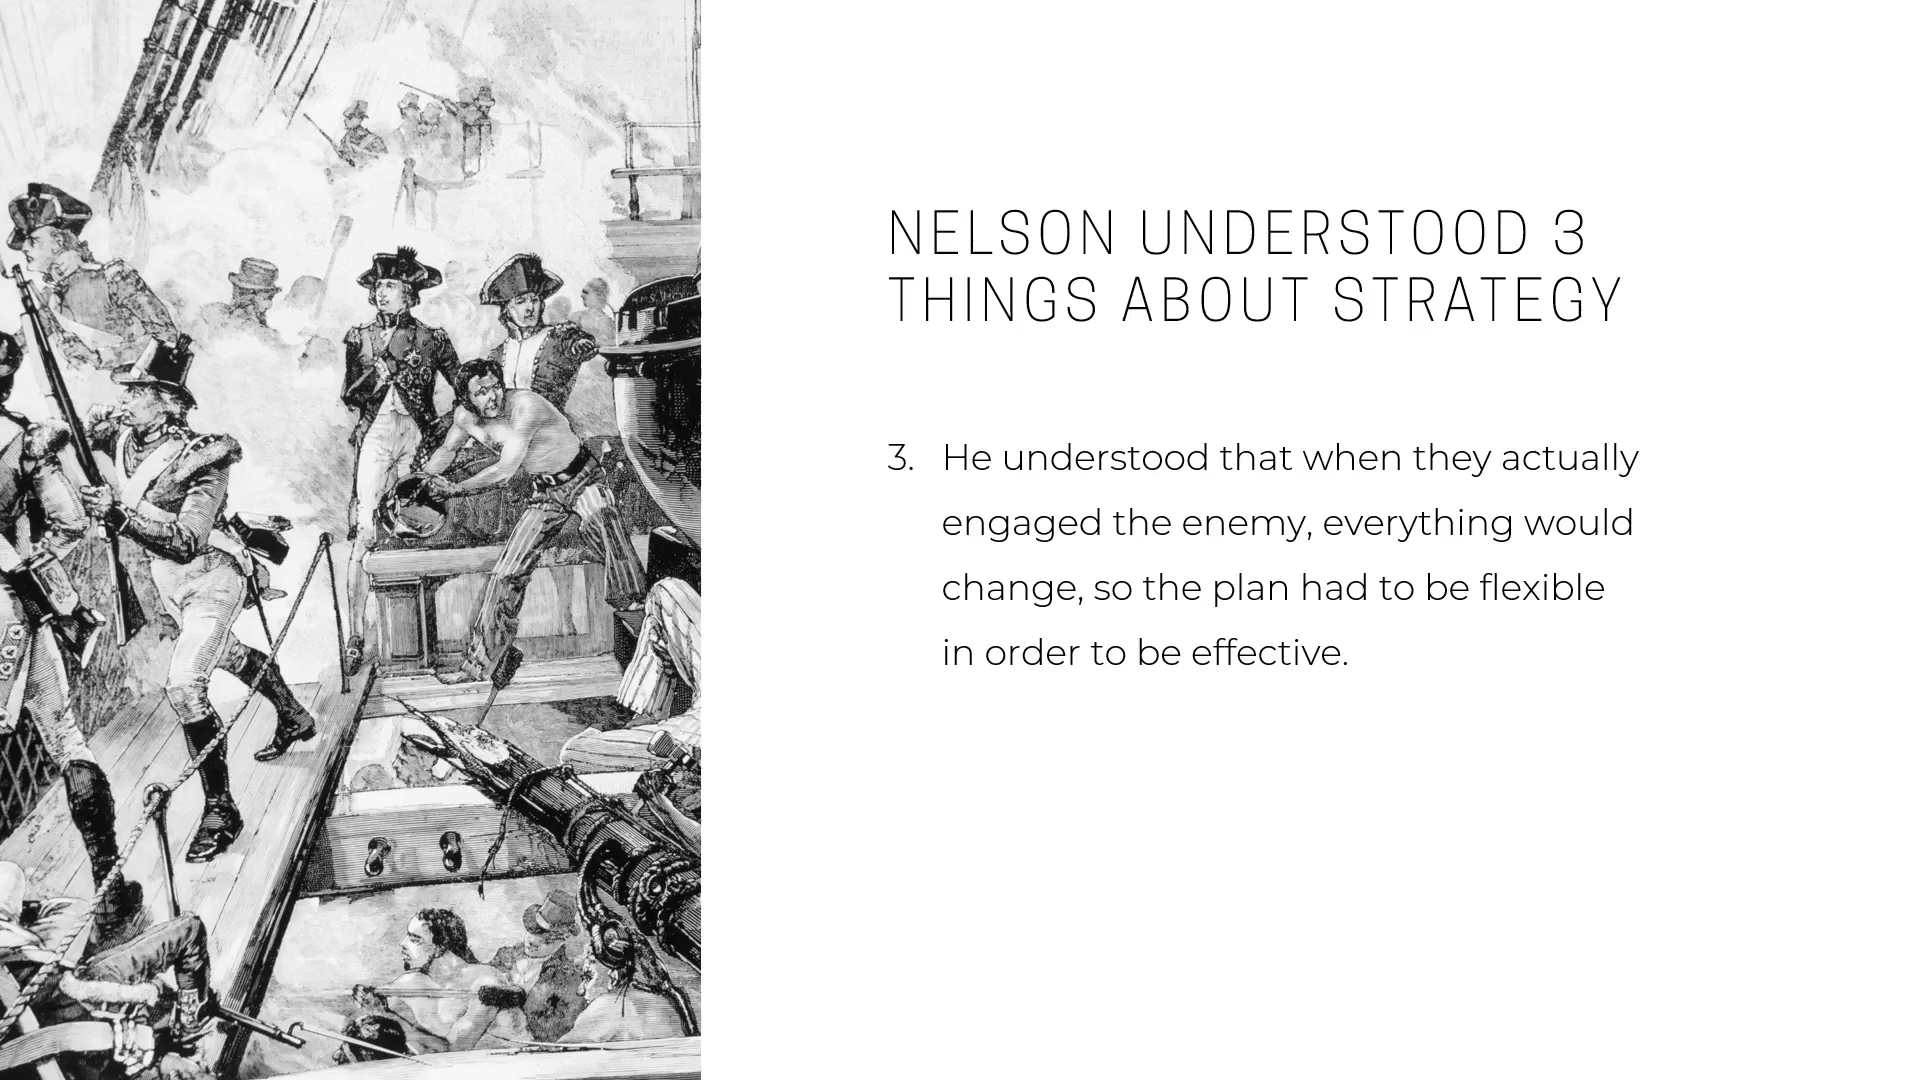 NELSON UNDERSTOOD 3
THINGS ABOUT STRATEGY
3. He understood that when they actually
engaged the enemy, everything would
change, so the plan had to be flexible
in order to be effective.